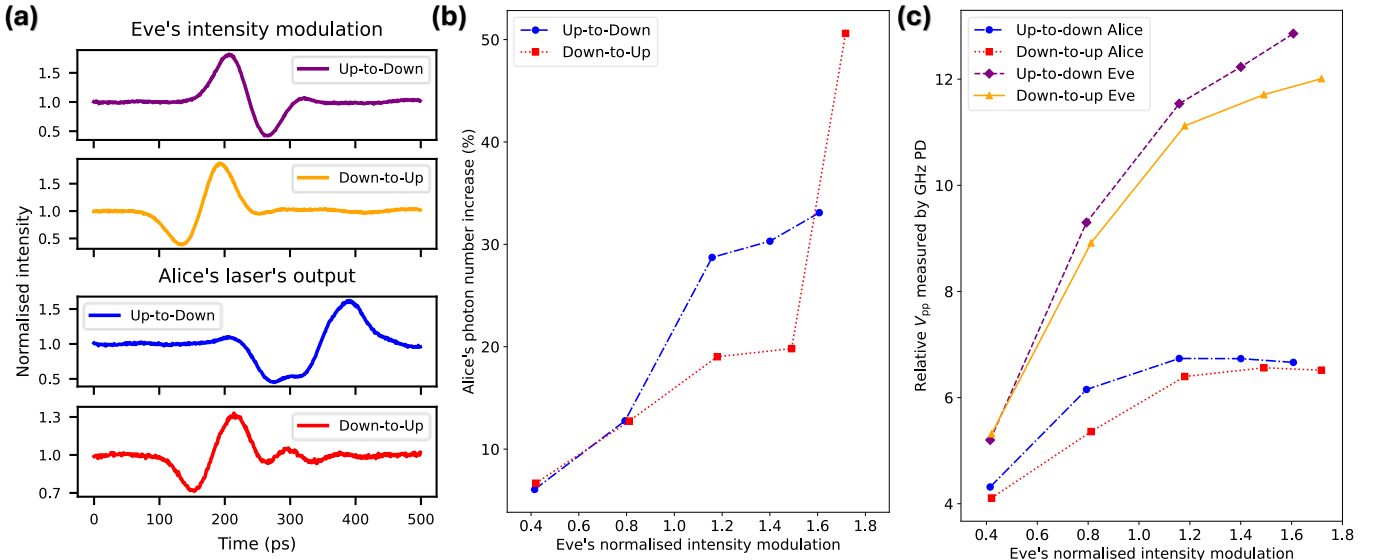 (a)
Eve's intensity modulation
1.5
1.0
0.5
Up-to-Down
1.5
1.0
0.5
Down-to-Up
Normalised intensity
Alice's laser's output
1.5
1.0
0.5
Up-to-Down
1.3
1.0
0.7
Down-to-Up
0 100 200 300 400 500
Time (ps)
(b)
Up-to-Down
Down-to-Up
50
40
30
20
10
Alice's photon number increase (%)
0.4 0.6 0.8 1.0 1.2 1.4 1.6 1.8
Eve's normalised intensity modulation
(c)
Up-to-down Alice
Down-to-up Alice
Up-to-down Eve
Down-to-up Eve
12
10
8
6
4
Relative Vpp measured by GHz PD
0.4 0.6 0.8 1.0 1.2 1.4 1.6 1.8
Eve's normalised intensity modulation